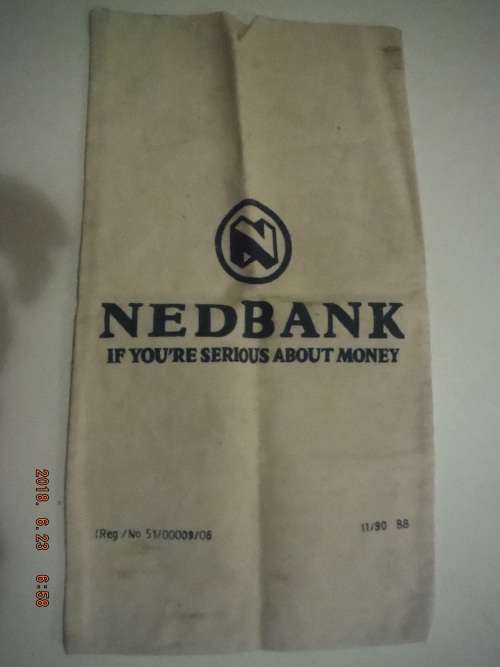 N
NEDBANK
IF YOU'RE SERIOUS ABOUT MONEY
(Reg/No 51/00009/06
11/90 BB
2018. 6. 23 6:58